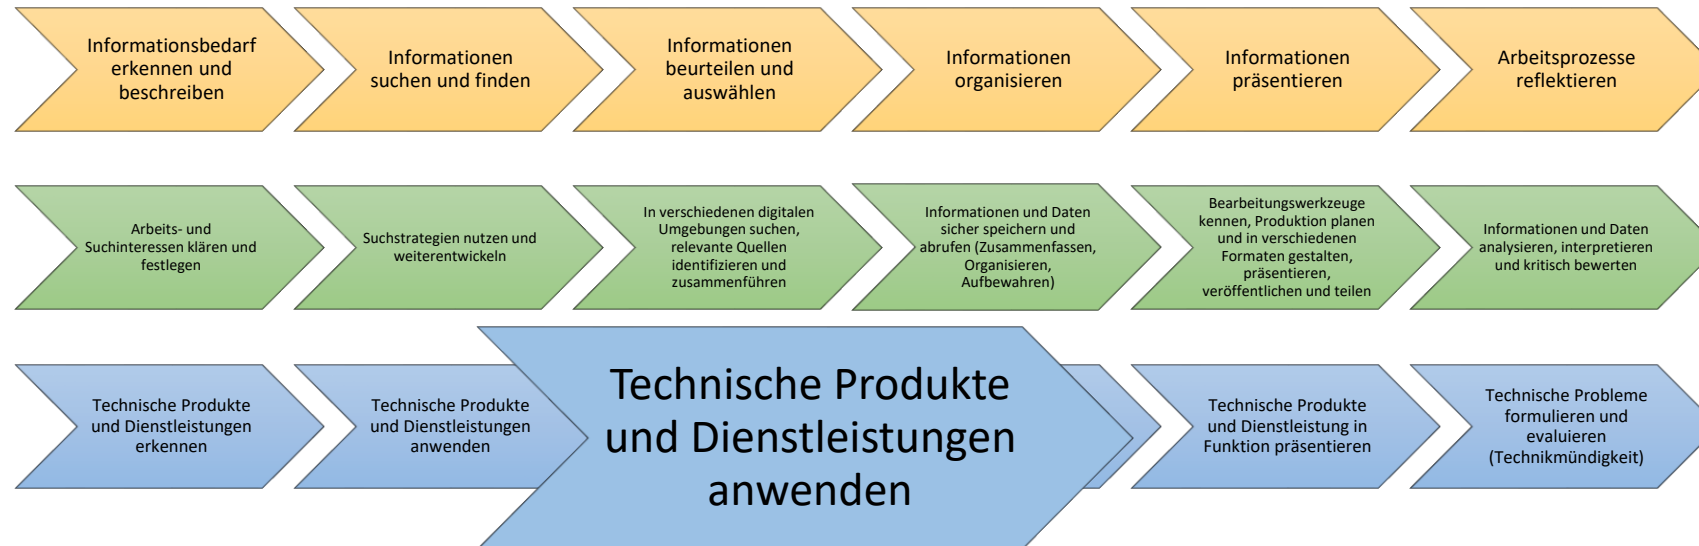 Informationsbedarf
erkennen und
beschreiben
Informationen
suchen und finden
Informationen
beurteilen und
auswählen
Informationen
organisieren
Informationen
präsentieren
Arbeitsprozesse
reflektieren
Arbeits- und
Suchinteressen klären und
festlegen
Suchstrategien nutzen und
weiterentwickeln
In verschiedenen digitalen
Umgebungen suchen,
relevante Quellen
identifizieren und
zusammenführen
Informationen und Daten
sicher speichern und
abrufen (Zusammenfassen,
Organisieren,
Aufbewahren)
Bearbeitungswerkzeuge
kennen, Produktion planen
und in verschiedenen
Formaten gestalten,
präsentieren,
veröffentlichen und teilen
Informationen und Daten
analysieren, interpretieren
und kritisch bewerten
Technische Produkte
und Dienstleistungen
erkennen
Technische Produkte
und Dienstleistungen
anwenden
Technische Produkte
und Dienstleistungen
anwenden
Technische Produkte
und Dienstleistung in
Funktion präsentieren
Technische Probleme
formulieren und
evaluieren
(Technikmündigkeit)